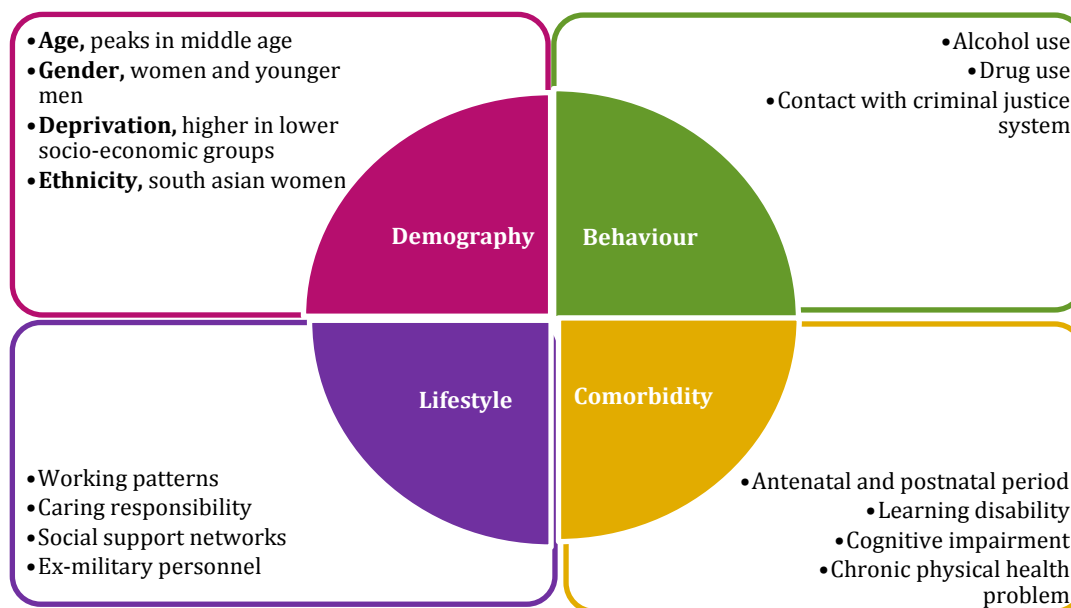 •Age, peaks in middle age
•Gender, women and younger
men
•Deprivation, higher in lower
socio-economic groups
•Ethnicity, south asian women
•Alcohol use
•Drug use
•Contact with criminal justice
system
Demography
Behaviour
Lifestyle
Comorbidity
•Working patterns
•Caring responsibility
•Social support networks
•Ex-military personnel
•Antenatal and postnatal period
•Learning disability
•Cognitive impairment
•Chronic physical health
problem